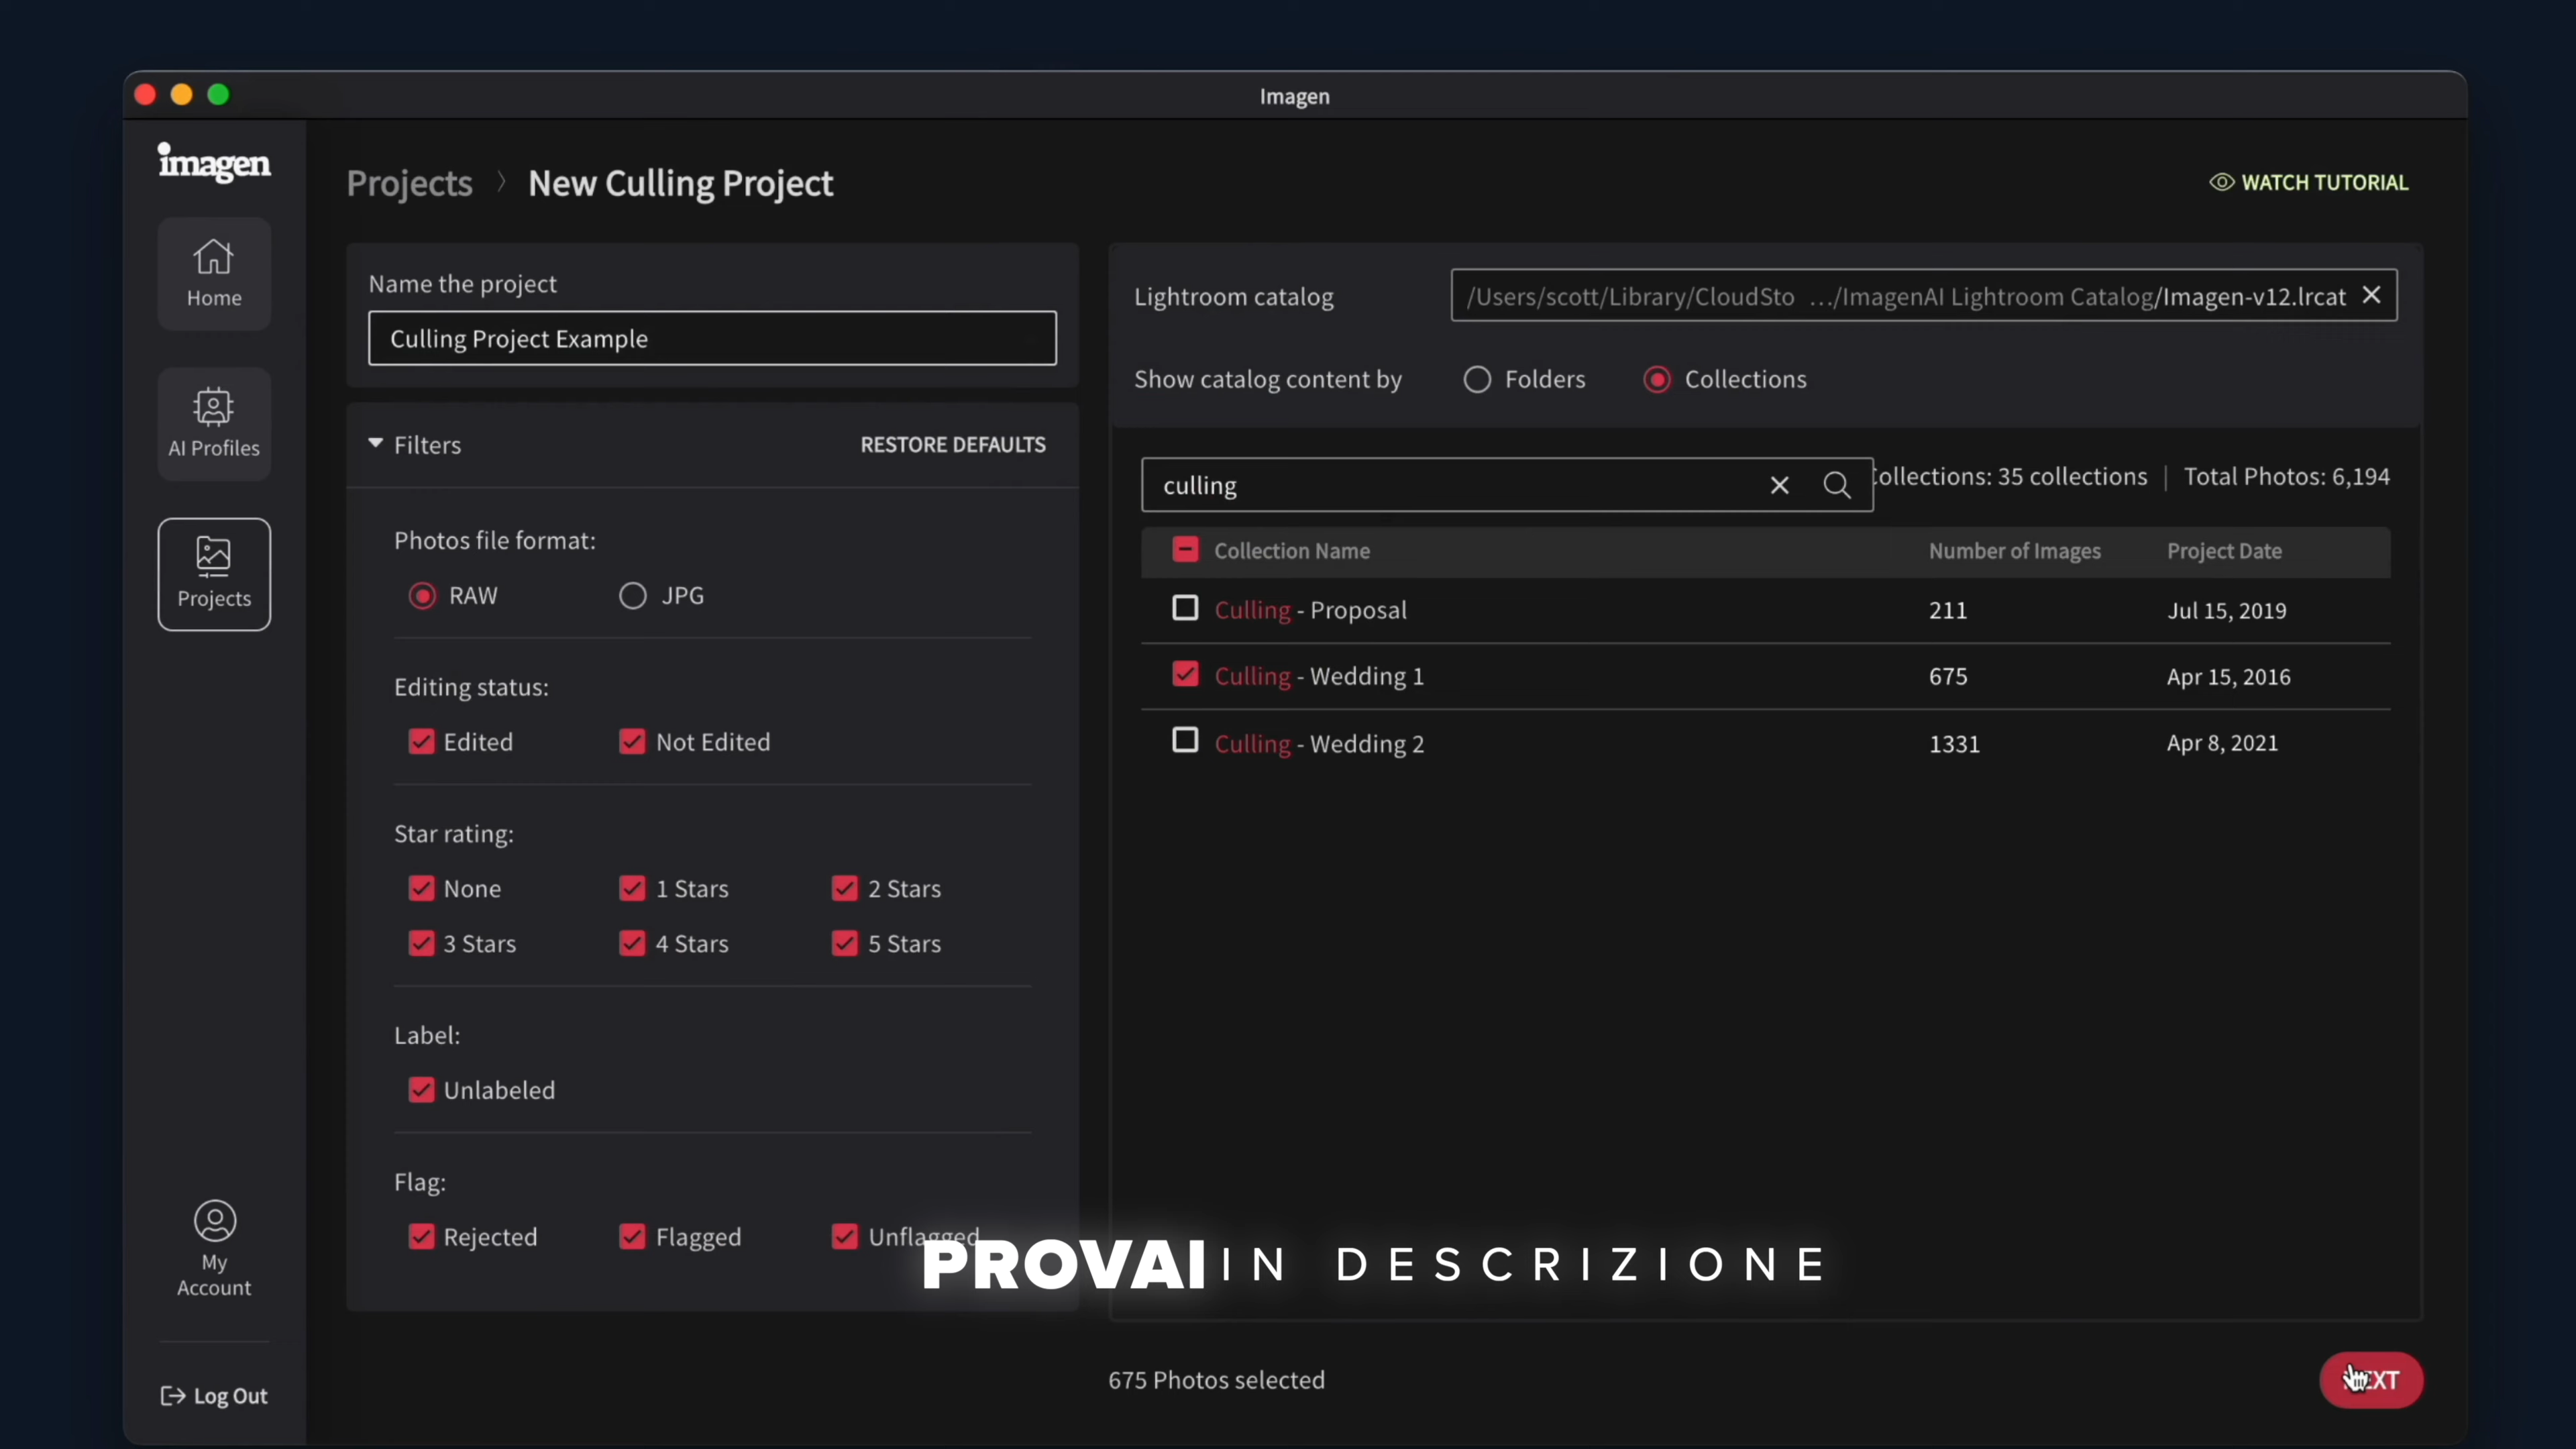 Imagen
imagen
Home
AI Profiles
Projects
My
Account
Log Out
Projects > New Culling Project
WATCH TUTORIAL
Name the project
Culling Project Example
Filters
RESTORE DEFAULTS
Photos file format:
RAW JPG
Editing status:
Edited Not Edited
Star rating:
None 1 Stars 2 Stars
3 Stars 4 Stars 5 Stars
Label:
Unlabeled
Flag:
Rejected Flagged Unflagged
Lightroom catalog /Users/scott/Library/CloudSto .../ImagenAI Lightroom Catalog/Imagen-v12.lrcat
Show catalog content by Folders Collections
culling
ollections: 35 collections | Total Photos: 6,194
Collection Name Number of Images Project Date
Culling - Proposal 211 Jul 15, 2019
Culling - Wedding 1 675 Apr 15, 2016
Culling - Wedding 2 1331 Apr 8, 2021
PROVAI IN DESCRIZIONE
675 Photos selected